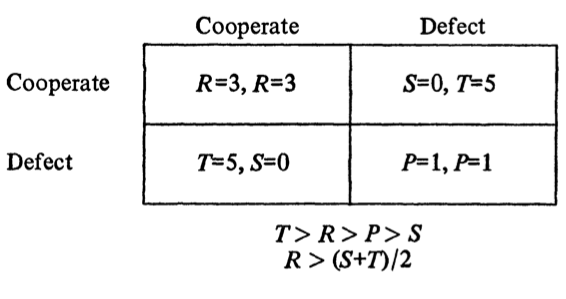 Cooperate Defect
Cooperate R=3, R=3 S=0, T=5
Defect T=5, S=0 P=1, P=1
T > R > P > S
R > (S+T)/2